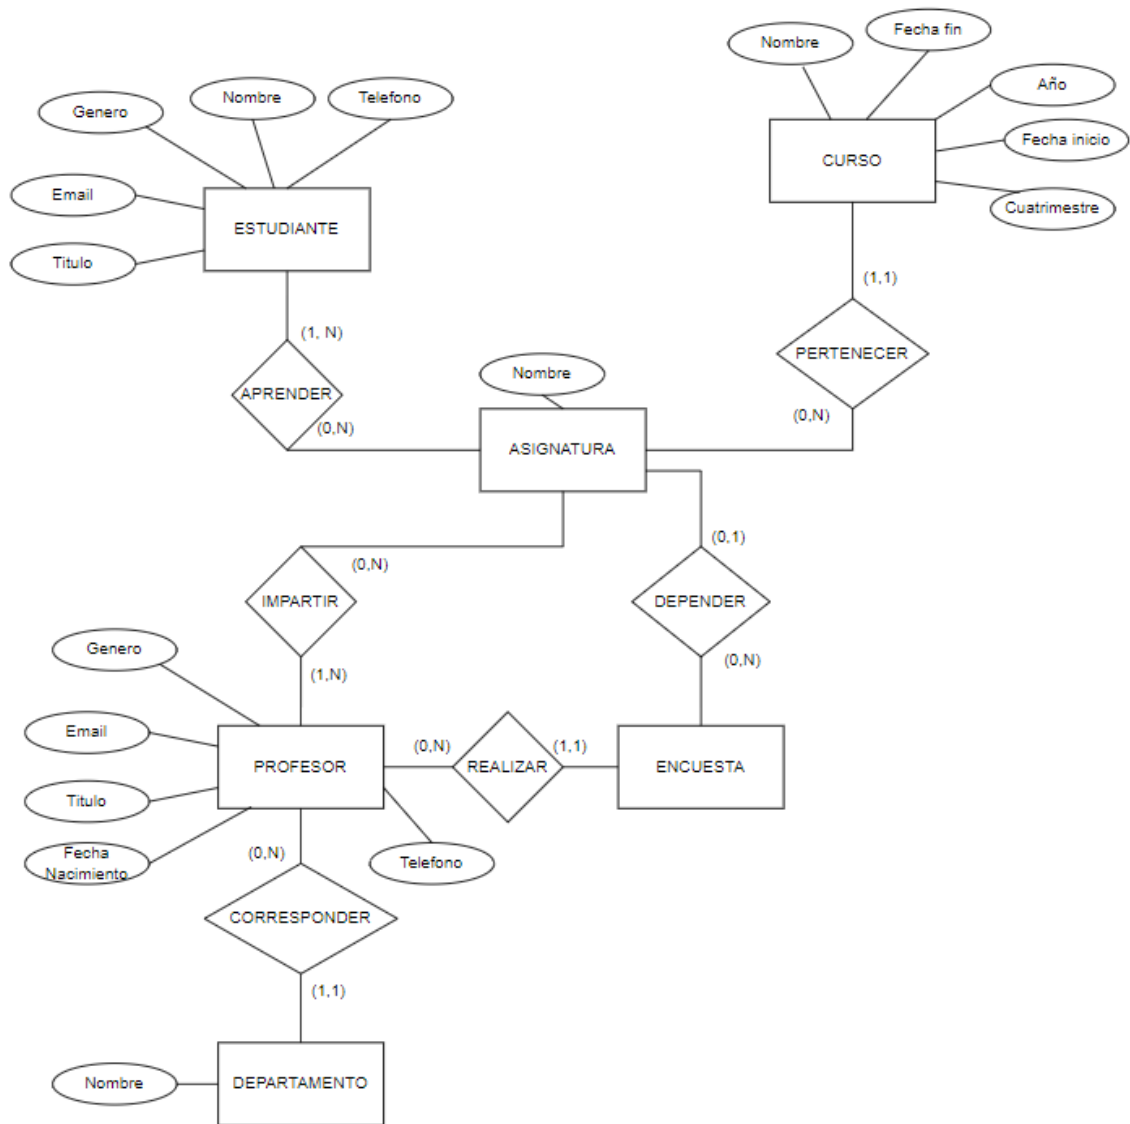 Fecha fin
Nombre
Nombre
Telefono
Año
Genero
Fecha inicio
CURSO
Email
Cuatrimestre
ESTUDIANTE
Titulo
(1,1)
(1, N)
PERTENECER
Nombre
APRENDER
(0,N)
(0,N)
ASIGNATURA
(0,1)
(0,N)
IMPARTIR
DEPENDER
Genero
(0,N)
(1,N)
Email
(0,N)
(1,1)
PROFESOR
REALIZAR
ENCUESTA
Titulo
Fecha
Nacimiento
(0,N)
Telefono
CORRESPONDER
(1,1)
Nombre
DEPARTAMENTO